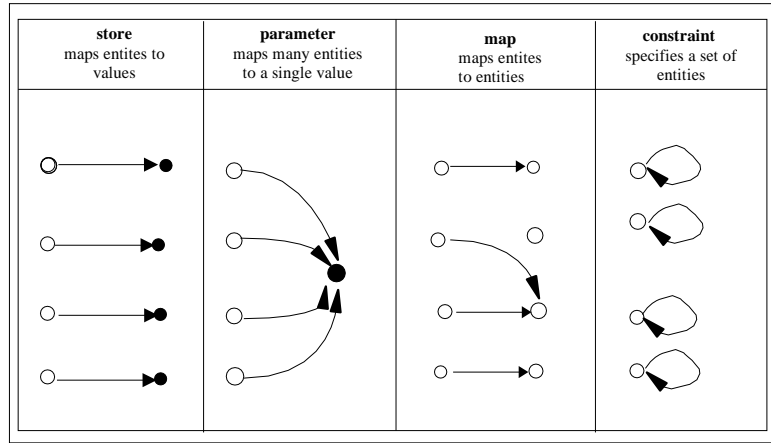 store
maps entites to
values
parameter
maps many entities
to a single value
map
maps entites
to entities
constraint
specifies a set of
entities